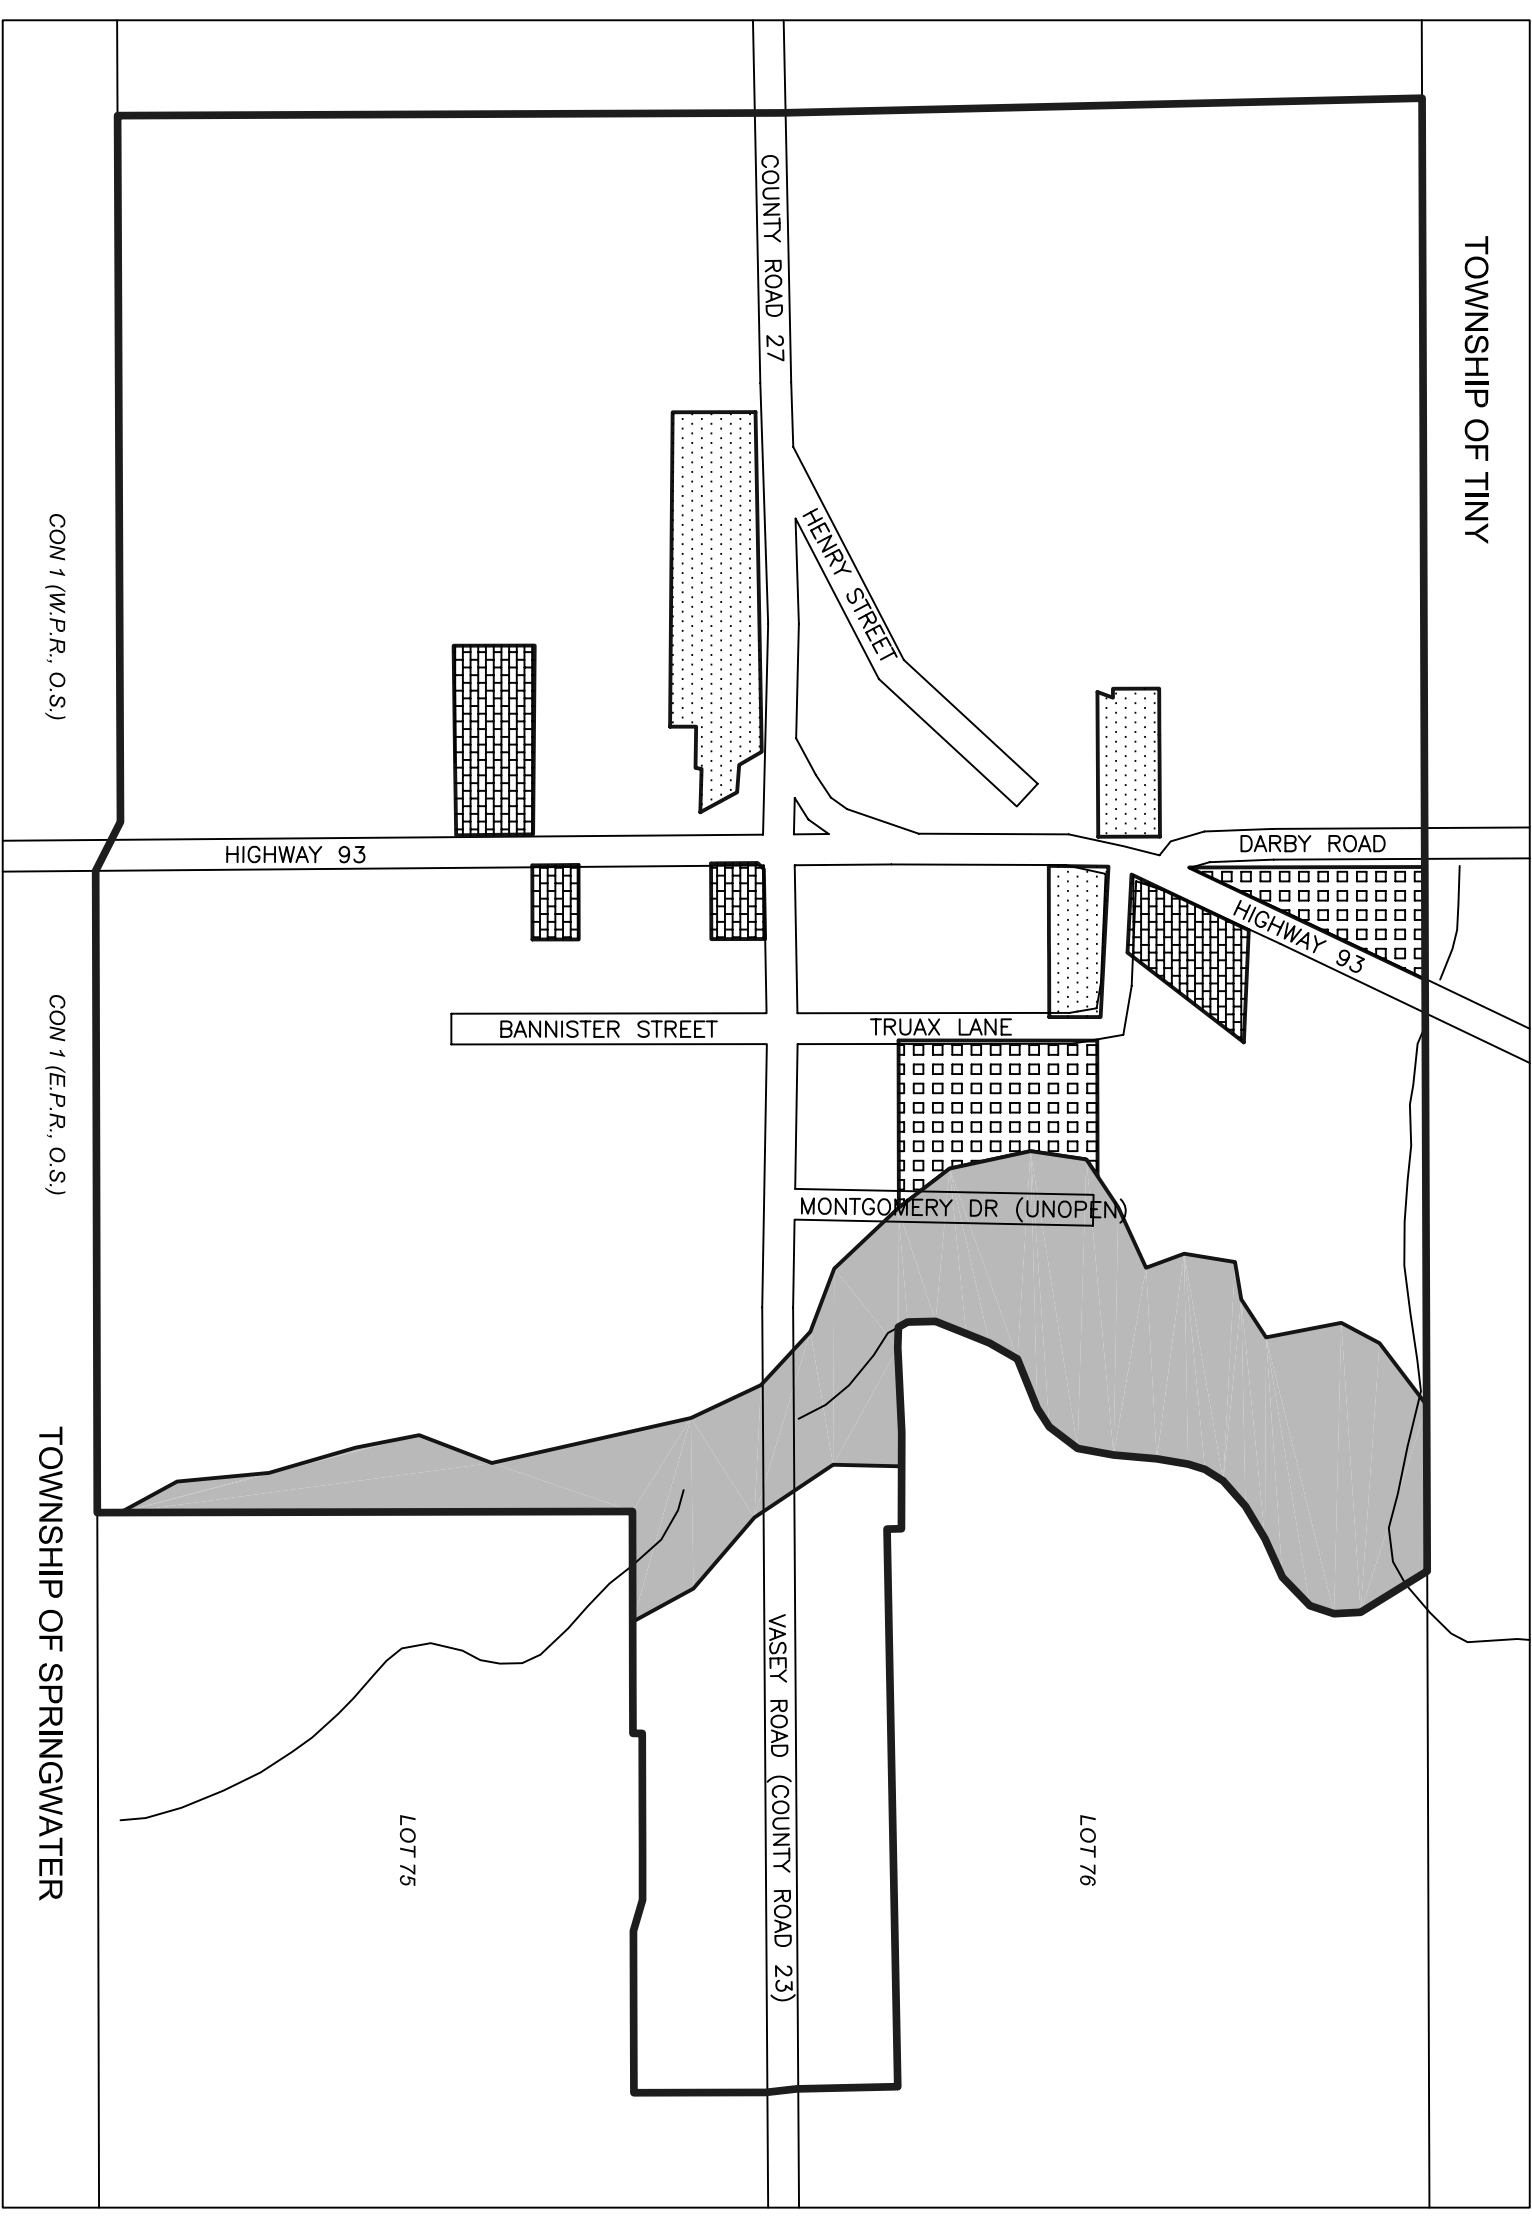 TOWNSHIP OF TINY
COUNTY ROAD 27
HENRY STREET
CON 1 (W.P.R., O.S.)
HIGHWAY 93
DARBY ROAD
HIGHWAY 93
BANNISTER STREET
TRUAX LANE
CON 1 (E.P.R., O.S.)
MONTGOMERY DR (UNOPEN)
TOWNSHIP OF SPRINGWATER
VASEY ROAD (COUNTY ROAD 23)
LOT 75
LOT 76